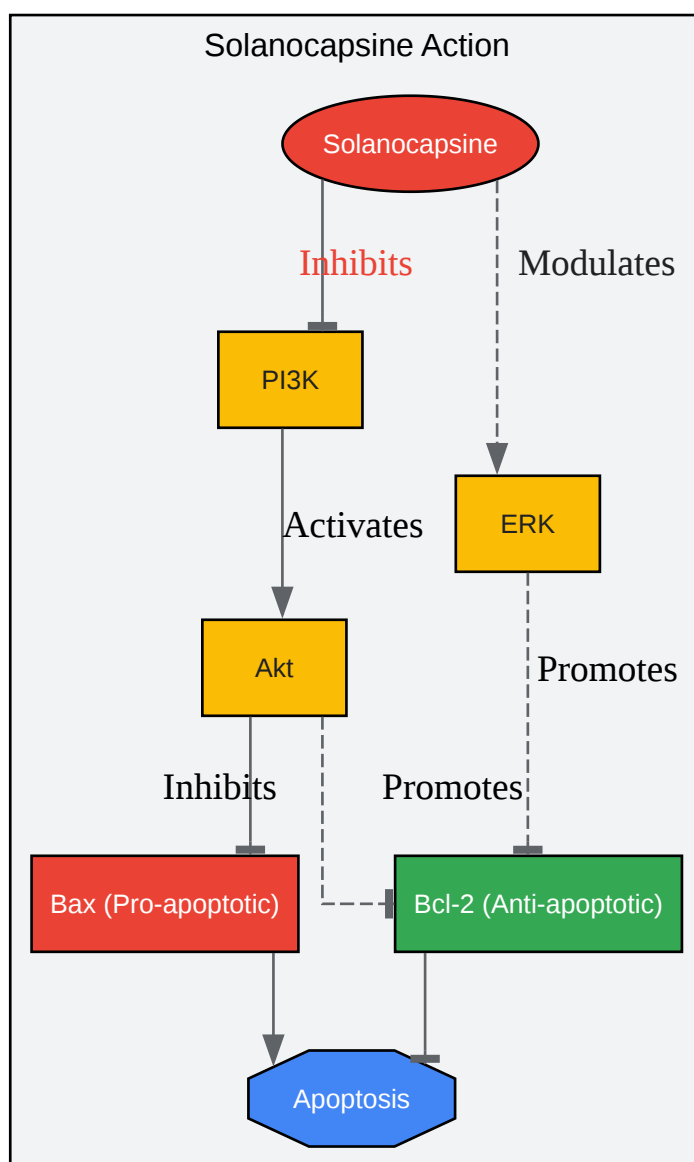 Solanocapsine Action
Solanocapsine
Inhibits
Modulates
PI3K
Activates
ERK
Akt
Promotes
Inhibits
Promotes
Bax (Pro-apoptotic)
Bcl-2 (Anti-apoptotic)
Apoptosis